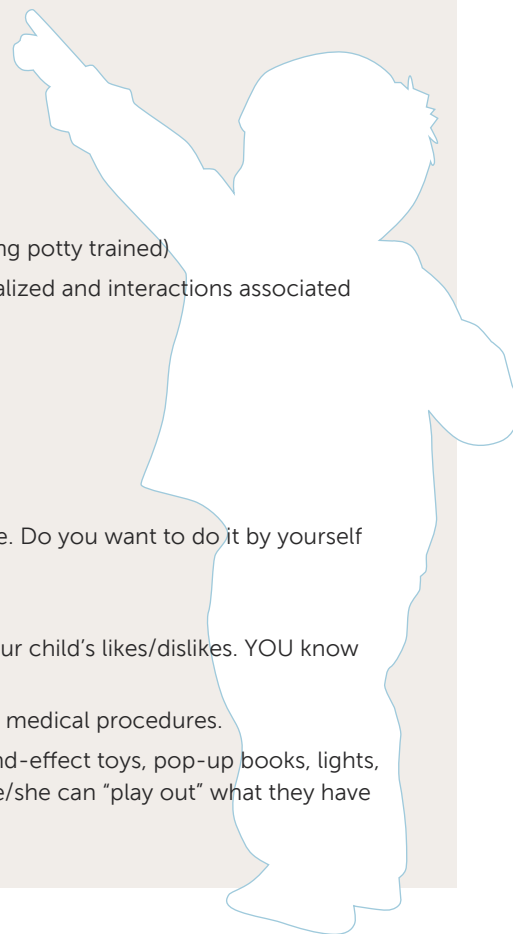 ng potty trained)
alized and interactions associated
e. Do you want to do it by yourself
ur child’s likes/dislikes. YOU know
medical procedures.
nd-effect toys, pop-up books, lights,
e/she can “play out” what they have